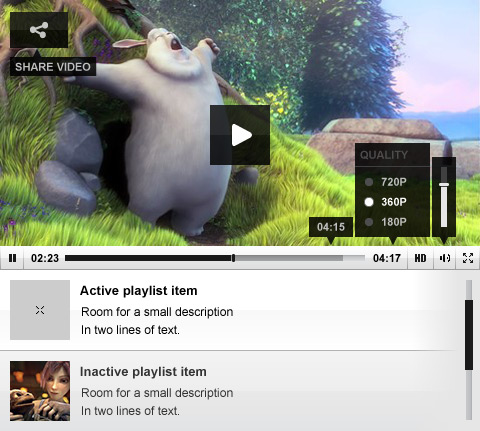 SHARE VIDEO
QUALITY
720P
360P
180P
04:15
02:23
04:17
HD
Active playlist item
Room for a small description
In two lines of text.
Inactive playlist item
Room for a small description
In two lines of text.